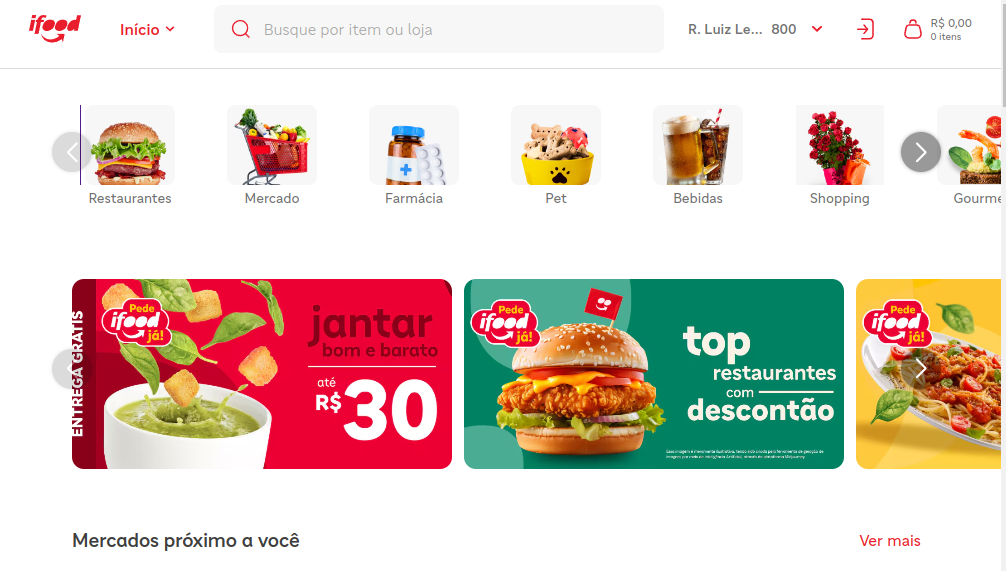 ifood
Início
Busque por item ou loja
R. Luiz Le... 800
R$ 0,00
0 itens
Restaurantes
Mercado
Farmácia
Pet
Bebidas
Shopping
Gourme
ENTREGA GRÁTIS
Pede
ifood
já!
jantar
bom e barato
até
R$30
Pede
ifood
já!
top
restaurantes
com
descontão
Pede
ifood
já!
Mercados próximo a você
Ver mais